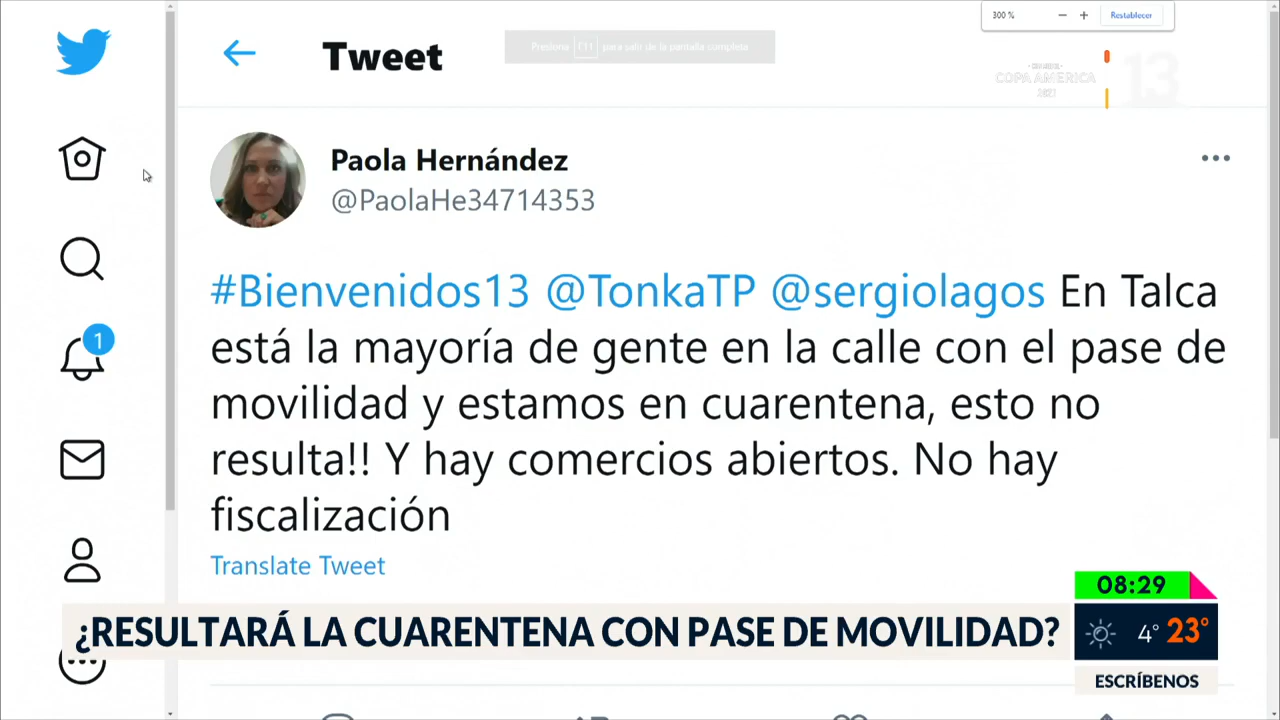 300 %
Restablecer
Tweet
Presiona F11 para salir de la pantalla completa
COPA AMERICA
2021
13
Paola Hernández
@PaolaHe34714353
#Bienvenidos13 @TonkaTP @sergiolagos En Talca
está la mayoría de gente en la calle con el pase de
movilidad y estamos en cuarentena, esto no
resulta!! Y hay comercios abiertos. No hay
fiscalización
Translate Tweet
1
08:29
¿RESULTARÁ LA CUARENTENA CON PASE DE MOVILIDAD?
4° 23°
ESCRÍBENOS